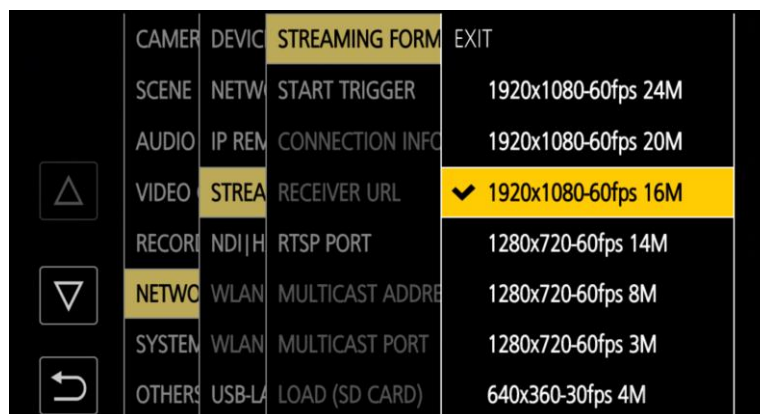 CAMER
SCENE
AUDIO
VIDEO
RECORD
NETWO
SYSTEM
OTHERS
DEVIC
NETW
IP REM
STREA
NDI|H
WLAN
WLAN
USB-LA
STREAMING FORM
START TRIGGER
CONNECTION INFO
RECEIVER URL
RTSP PORT
MULTICAST ADDRE
MULTICAST PORT
LOAD (SD CARD)
EXIT
1920x1080-60fps 24M
1920x1080-60fps 20M
1920x1080-60fps 16M
1280x720-60fps 14M
1280x720-60fps 8M
1280x720-60fps 3M
640x360-30fps 4M